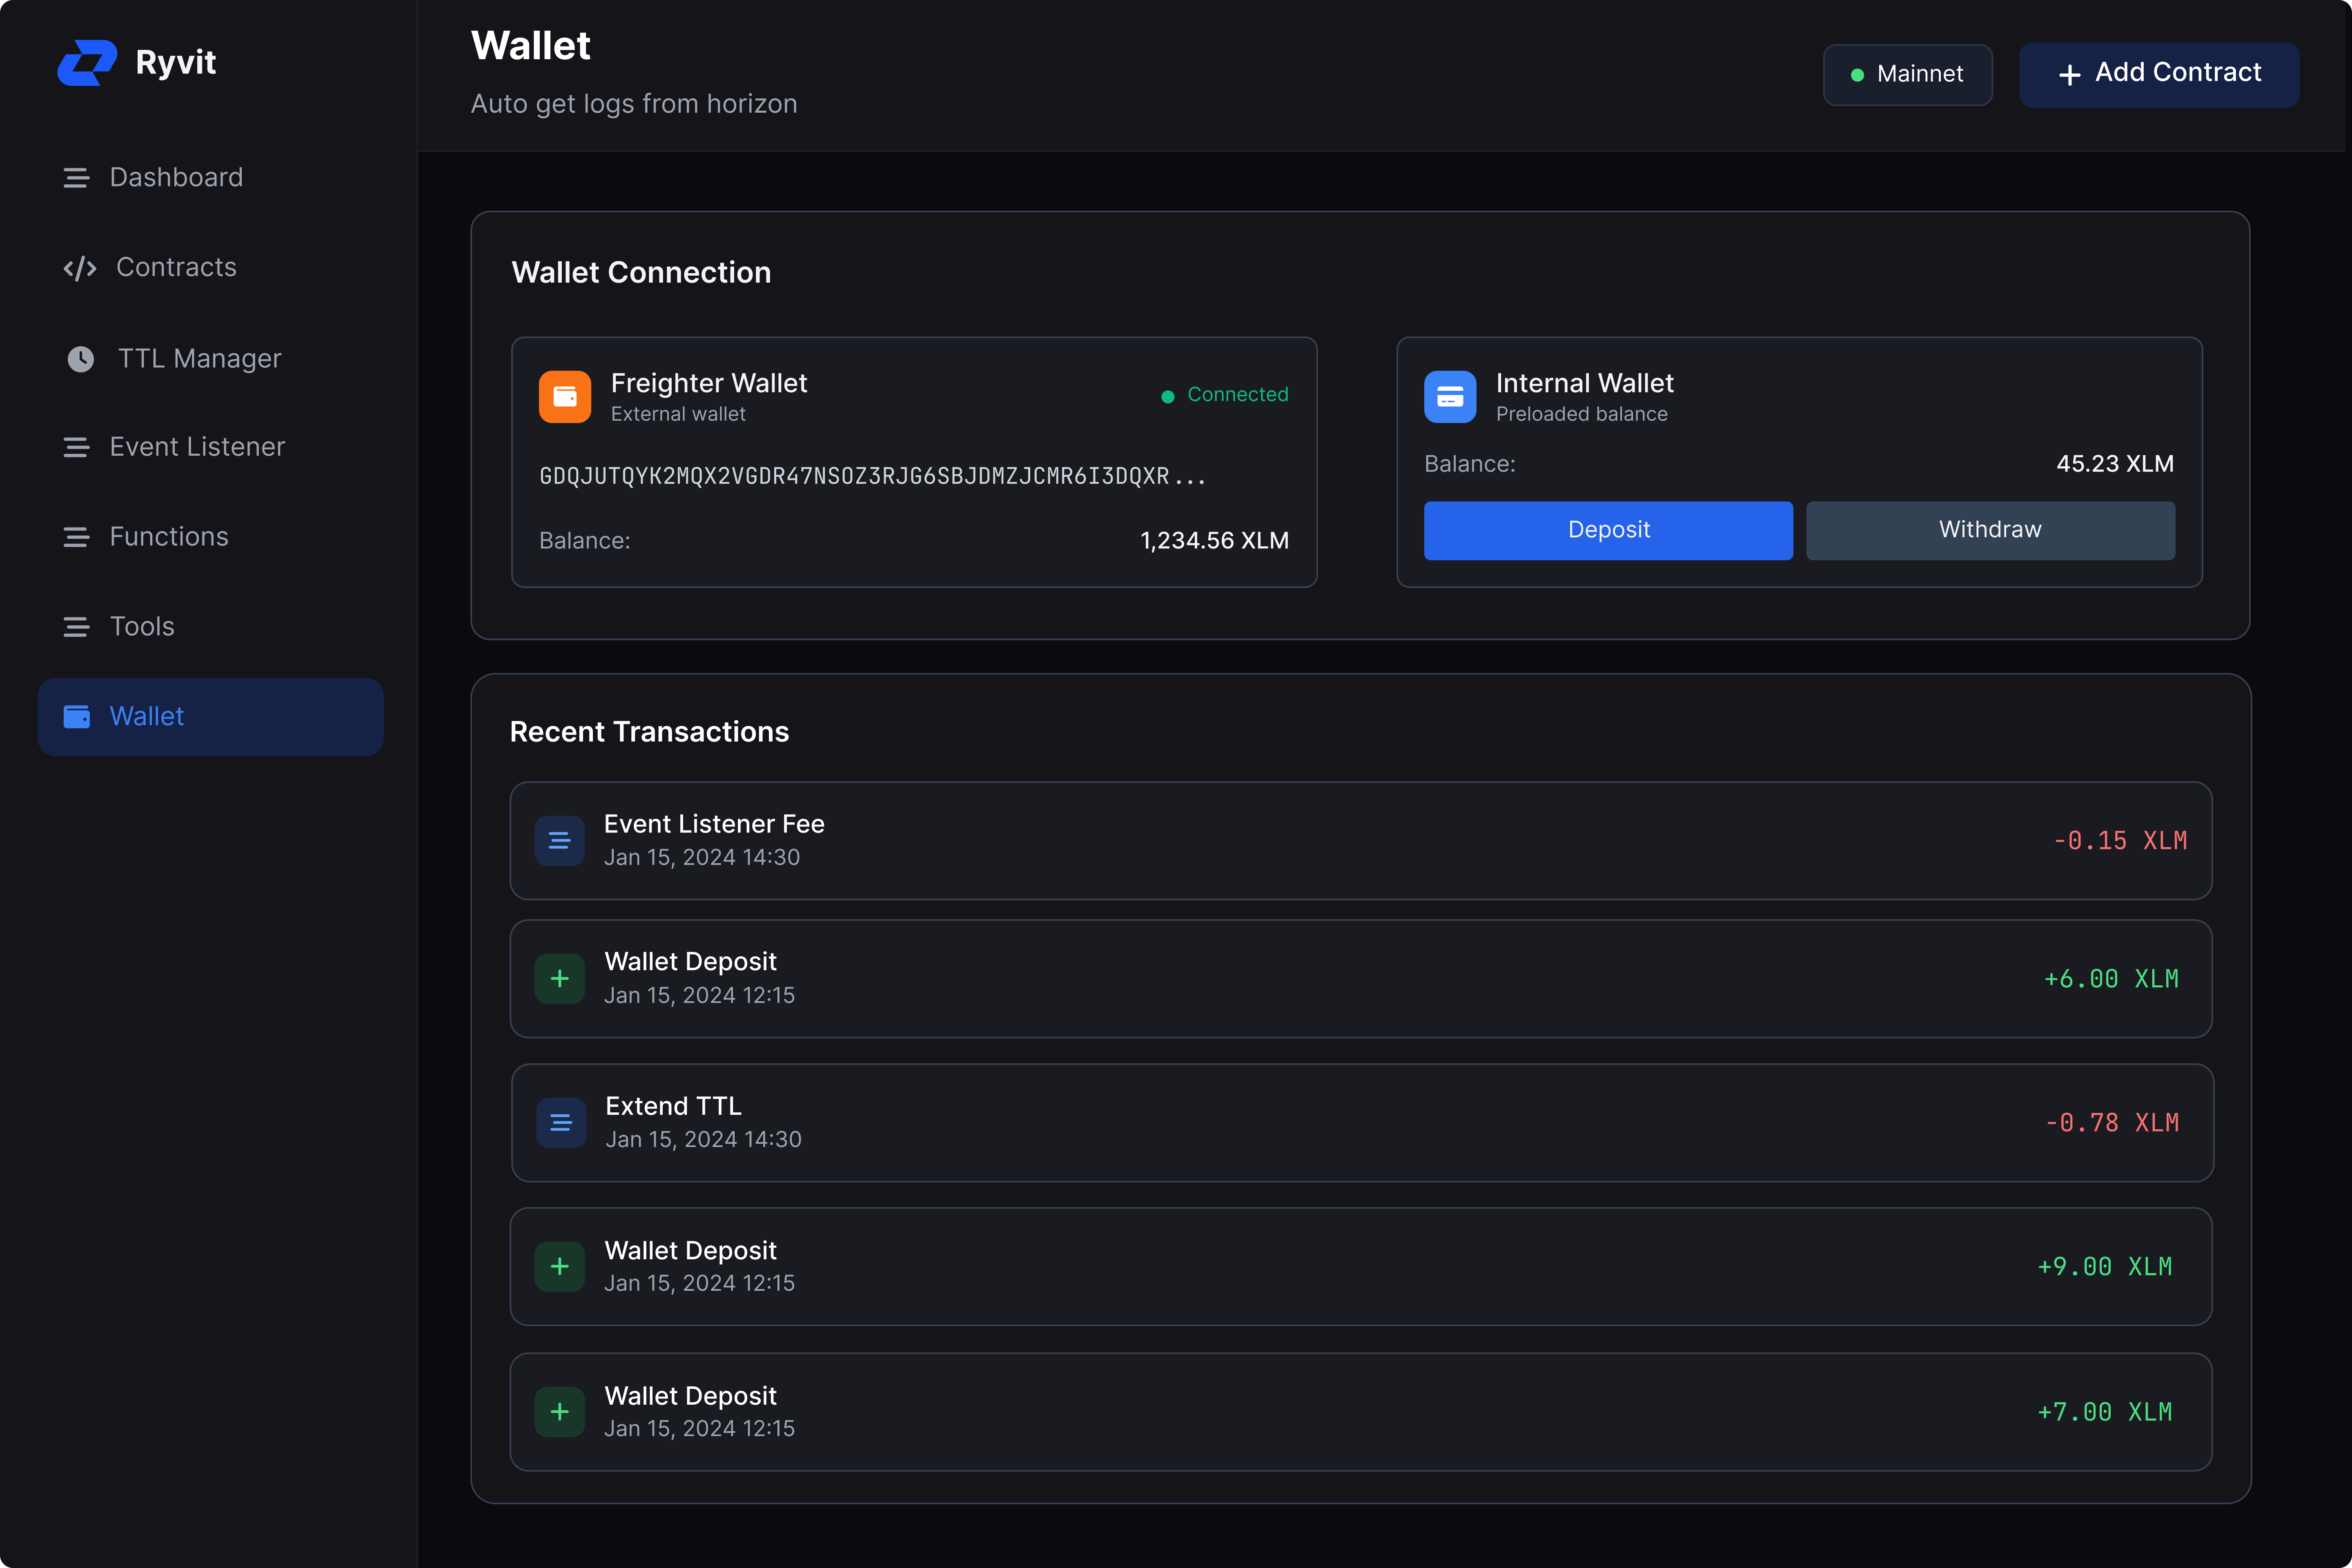 Ryvit
Dashboard
Contracts
TTL Manager
Event Listener
Functions
Tools
Wallet
Wallet
Auto get logs from horizon
Mainnet
+ Add Contract
Wallet Connection
Freighter Wallet
External wallet
Connected
GDQJUTQYK2MQX2VGDR47NSOZ3RJG6SBJDMZJCMR6I3DQXR...
Balance:
1,234.56 XLM
Internal Wallet
Preloaded balance
Balance:
45.23 XLM
Deposit
Withdraw
Recent Transactions
Event Listener Fee
Jan 15, 2024 14:30
-0.15 XLM
Wallet Deposit
Jan 15, 2024 12:15
+6.00 XLM
Extend TTL
Jan 15, 2024 14:30
-0.78 XLM
Wallet Deposit
Jan 15, 2024 12:15
+9.00 XLM
Wallet Deposit
Jan 15, 2024 12:15
+7.00 XLM